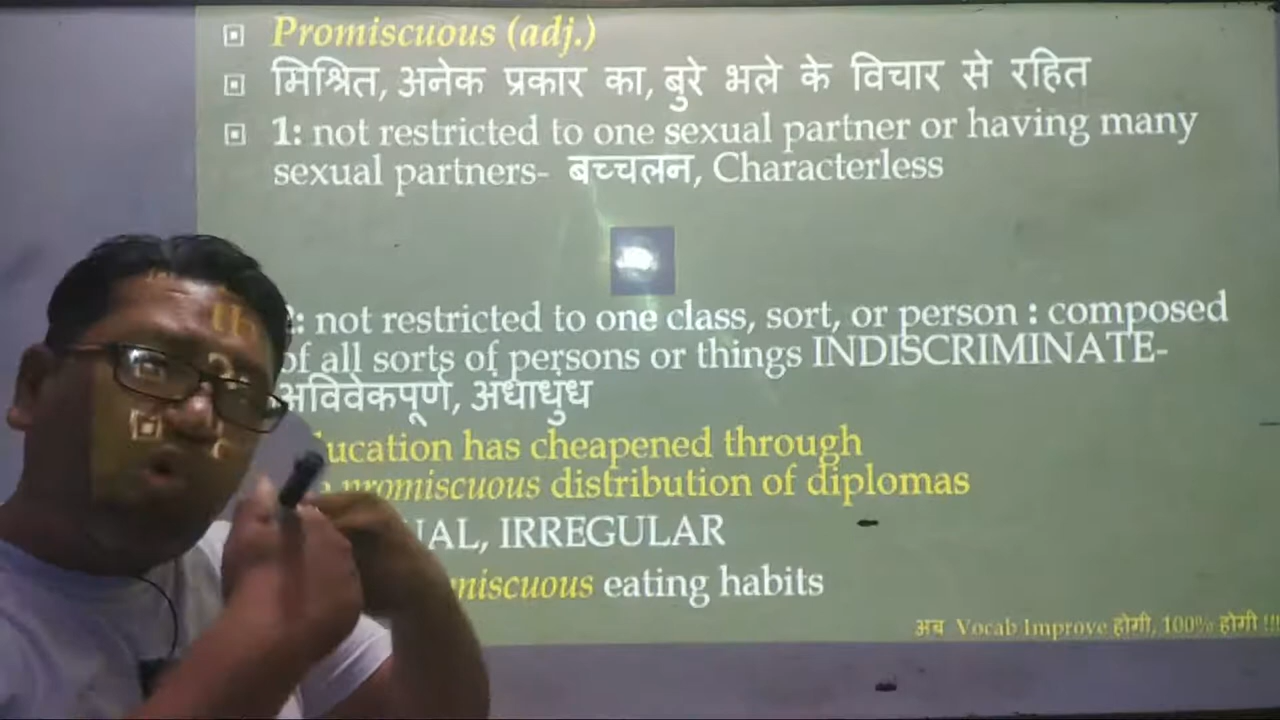 Promiscuous (adj.)
मिश्रित, अनेक प्रकार का, बुरे भले के विचार से रहित
1: not restricted to one sexual partner or having many
sexual partners- बच्चलन, Characterless
: not restricted to one class, sort, or person : composed
of all sorts of persons or things INDISCRIMINATE-
अविवेकपूर्ण, अंधाधुंध
ucation has cheapened through
promiscuous distribution of diplomas
UAL, IRREGULAR
miscuous eating habits
अब Vocab Improve होगी, 100% होगी !!!